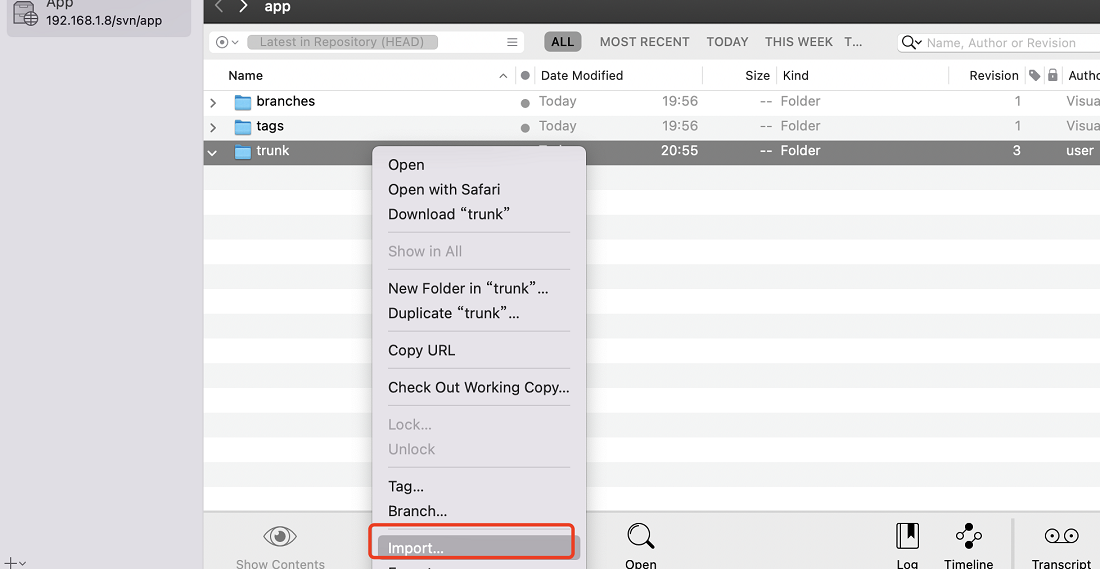 App
192.168.1.8/svn/app
app
Latest in Repository (HEAD)
ALL MOST RECENT TODAY THIS WEEK T...
Name, Author or Revision
Name Date Modified Size Kind Revision Autho
branches Today 19:56 -- Folder 1 Visua
tags Today 19:56 -- Folder 1 Visua
trunk 20:55 -- Folder 3 user
Open
Open with Safari
Download “trunk”
Show in All
New Folder in “trunk”...
Duplicate “trunk”...
Copy URL
Check Out Working Copy...
Lock...
Unlock
Tag...
Branch...
Import...
Show Contents Open Log Timeline Transcript